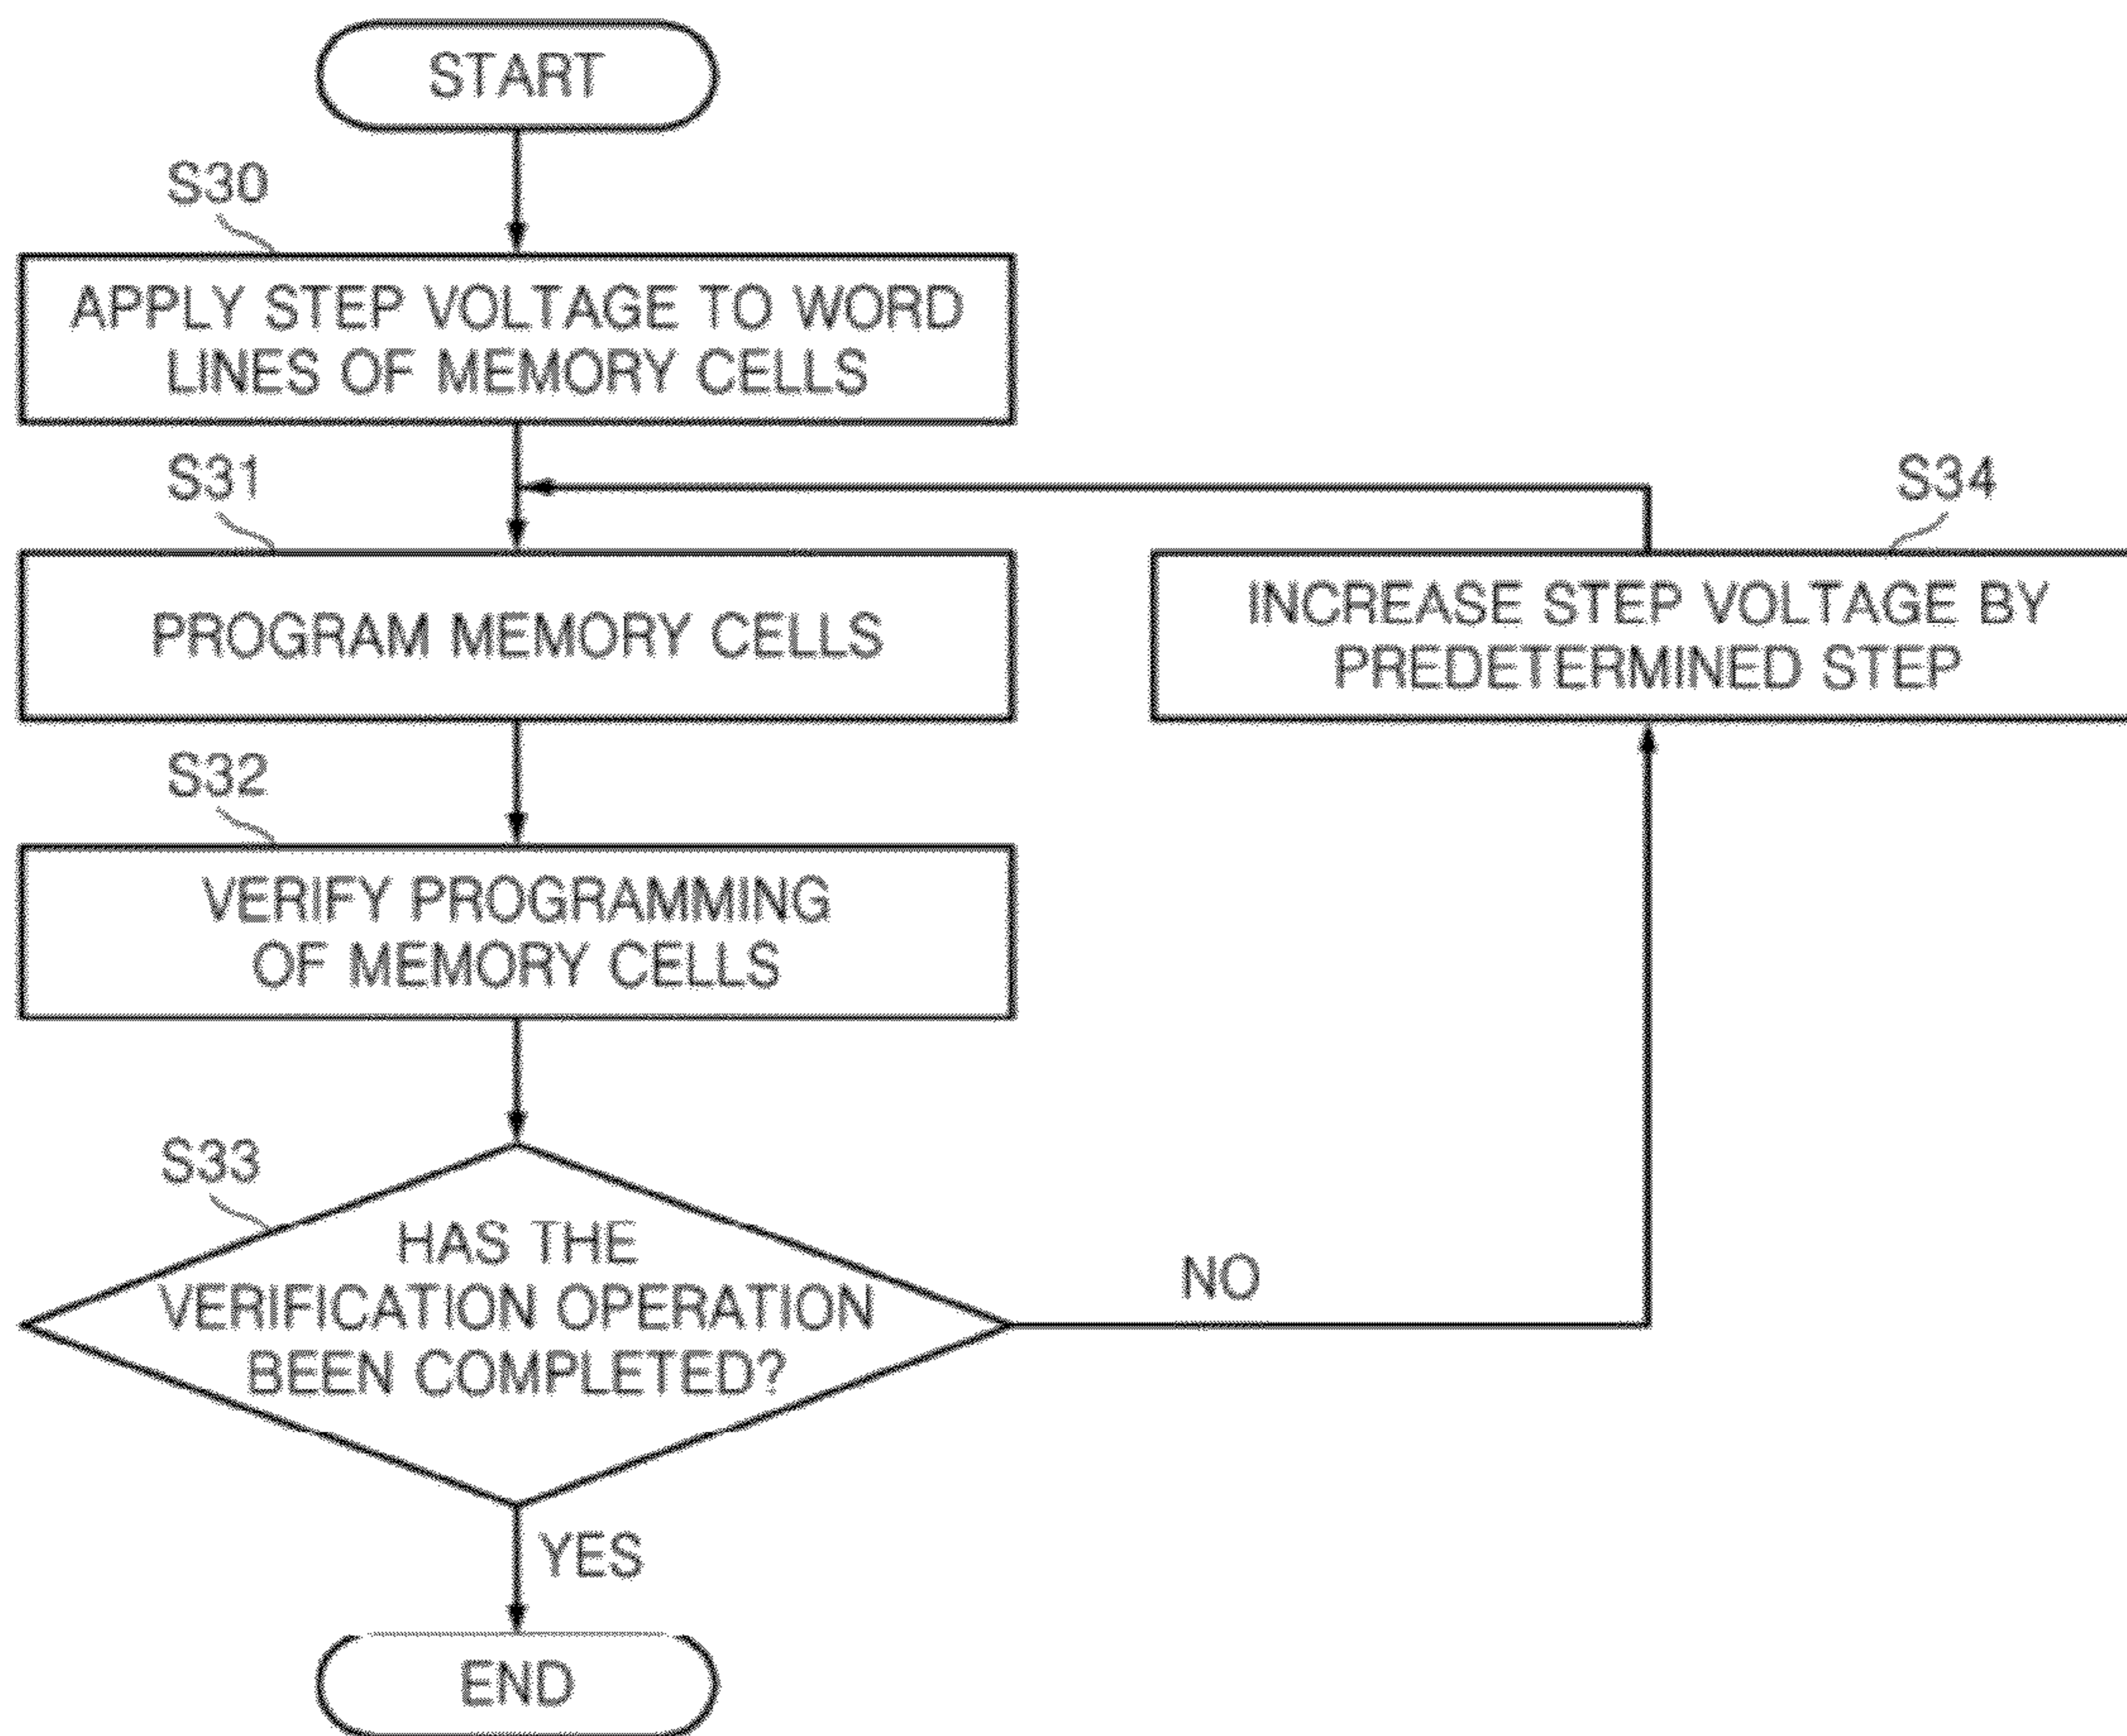 START
S30
APPLY STEP VOLTAGE TO WORD
LINES OF MEMORY CELLS
S31
S34
PROGRAM MEMORY CELLS
INCREASE STEP VOLTAGE BY
PREDETERMINED STEP
S32
VERIFY PROGRAMMING
OF MEMORY CELLS
S33
HAS THE
VERIFICATION OPERATION
BEEN COMPLETED?
NO
YES
END